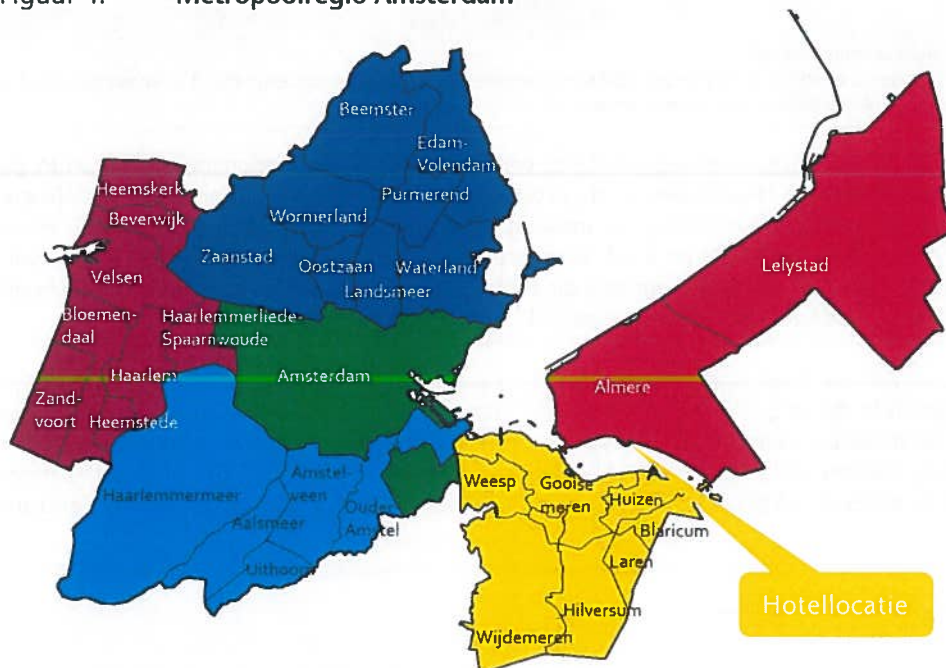 Figuur 4. Metropoolregio Amsterdam
Beemster
Edam-
Volendam
Heemskerk
Purmerend
Beverwijk
Wormerland
Zaanstad
Oostzaan
Waterland
Lelystad
Velsen
Landsmeer
Bloemen-
daal
Haarlemmerliede-
Spaarnwoude
Haarlem
Amsterdam
Almere
Zand-
voort
Heemstede
Haarlemmermeer
Amstel-
veen
Weesp
Gooise
meren
Huizen
Ouder
Amstel
Aalsmeer
Blaricum
Laren
Uithoorn
Hilversum
Wijdemeren
Hotellocatie